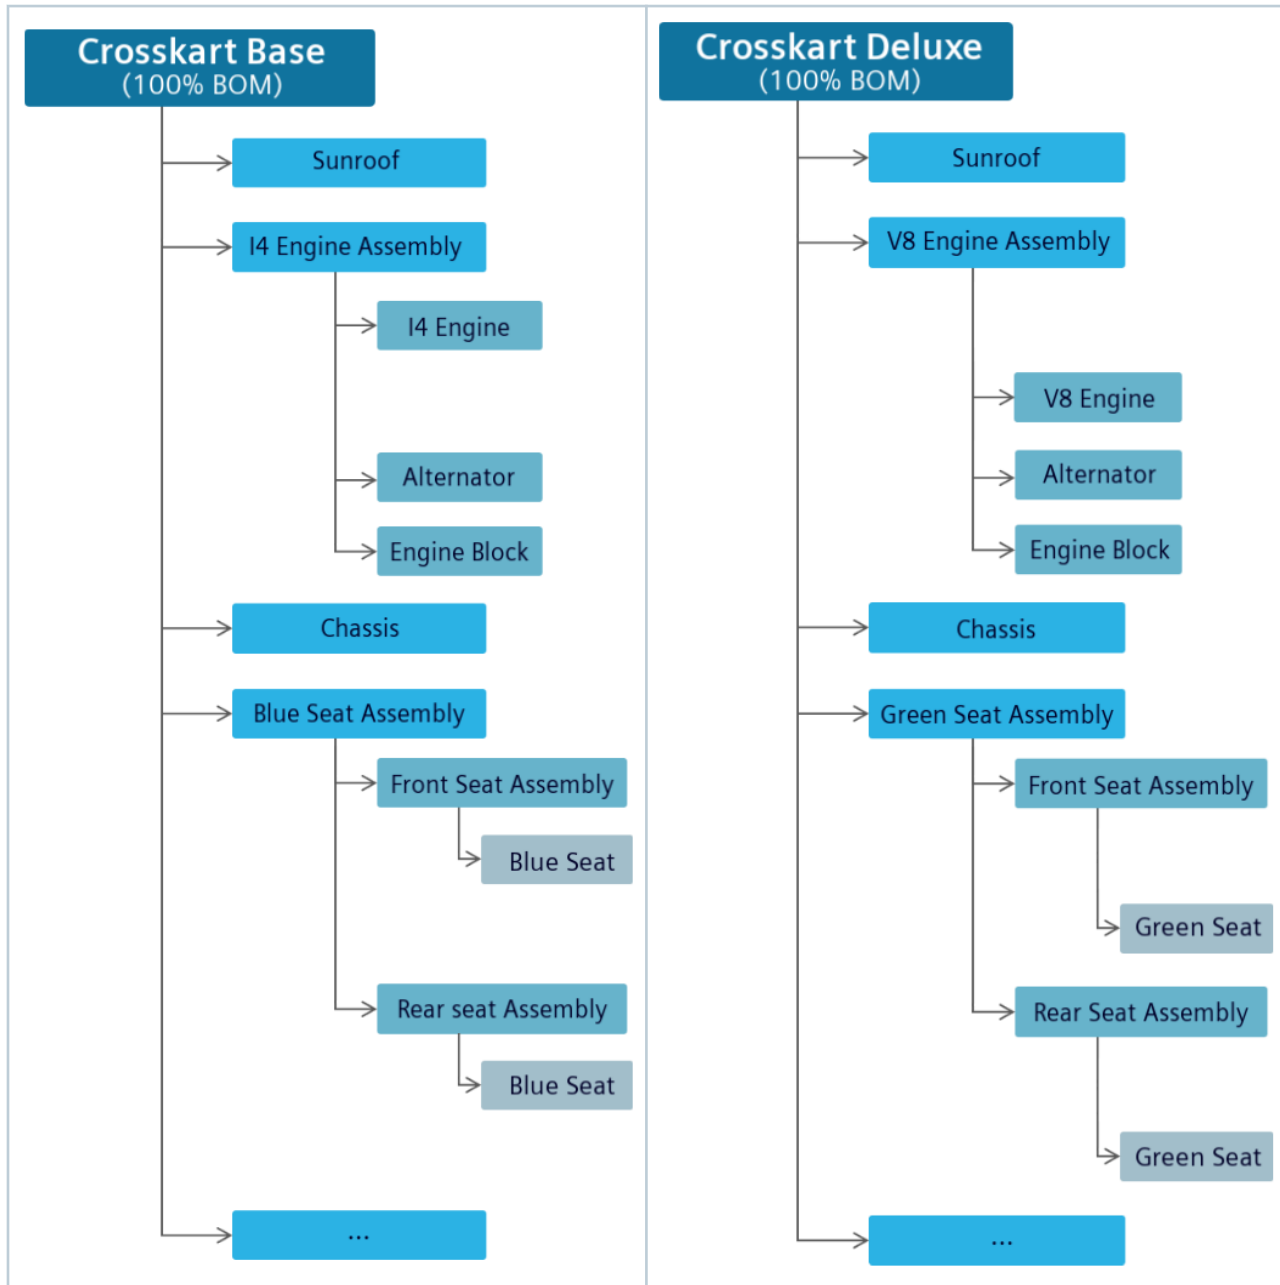 Crosskart Base
(100% BOM)
Sunroof
I4 Engine Assembly
I4 Engine
Alternator
Engine Block
Chassis
Blue Seat Assembly
Front Seat Assembly
Blue Seat
Rear seat Assembly
Blue Seat
...
Crosskart Deluxe
(100% BOM)
Sunroof
V8 Engine Assembly
V8 Engine
Alternator
Engine Block
Chassis
Green Seat Assembly
Front Seat Assembly
Green Seat
Rear Seat Assembly
Green Seat
...